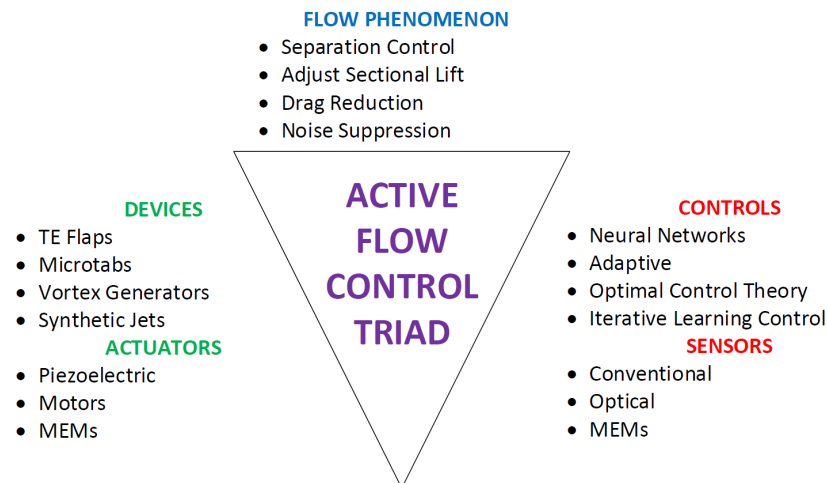 FLOW PHENOMENON
• Separation Control
• Adjust Sectional Lift
• Drag Reduction
• Noise Suppression
ACTIVE
FLOW
CONTROL
TRIAD
DEVICES
• TE Flaps
• Microtabs
• Vortex Generators
• Synthetic Jets
ACTUATORS
• Piezoelectric
• Motors
• MEMs
CONTROLS
• Neural Networks
• Adaptive
• Optimal Control Theory
• Iterative Learning Control
SENSORS
• Conventional
• Optical
• MEMs